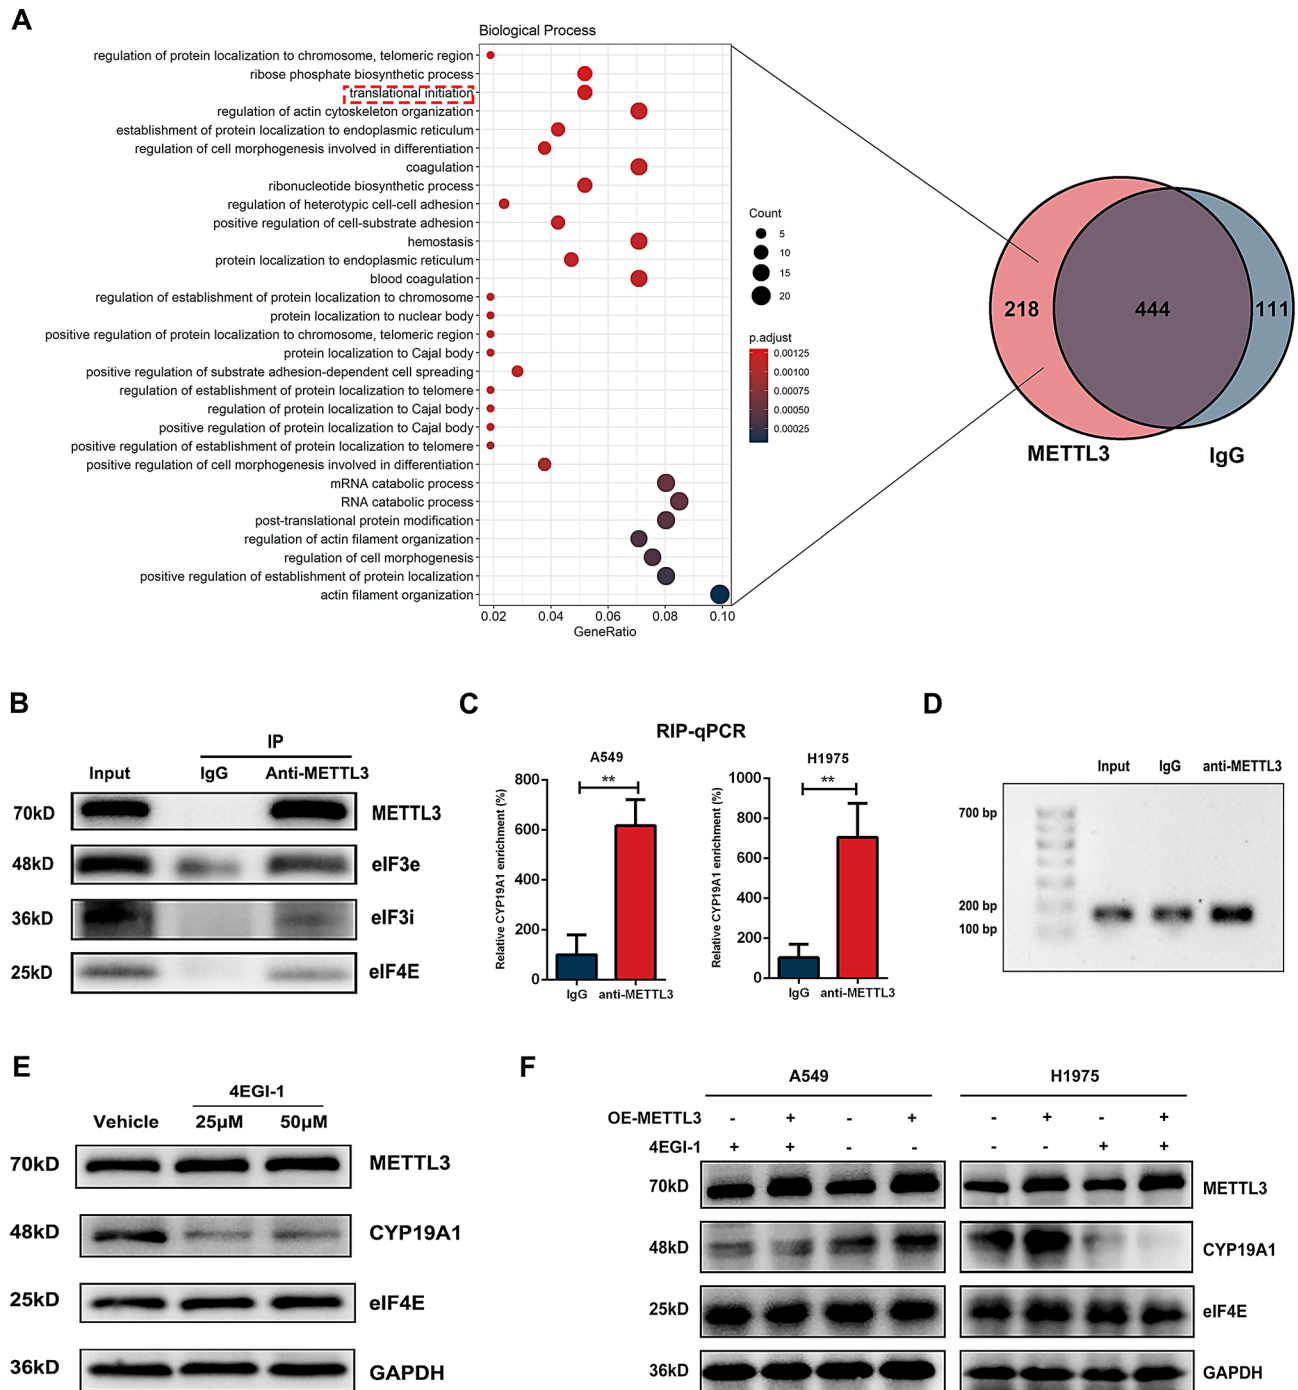 A
Biological Process
regulation of protein localization to chromosome, telomeric region
ribose phosphate biosynthetic process
translational initiation
regulation of actin cytoskeleton organization
establishment of protein localization to endoplasmic reticulum
regulation of cell morphogenesis involved in differentiation
coagulation
ribonucleotide biosynthetic process
regulation of heterotypic cell-cell adhesion
positive regulation of cell-substrate adhesion
hemostasis
protein localization to endoplasmic reticulum
blood coagulation
regulation of establishment of protein localization to chromosome
protein localization to nuclear body
positive regulation of protein localization to chromosome, telomeric region
protein localization to Cajal body
positive regulation of substrate adhesion-dependent cell spreading
regulation of establishment of protein localization to telomere
regulation of protein localization to Cajal body
positive regulation of protein localization to Cajal body
positive regulation of establishment of protein localization to telomere
positive regulation of cell morphogenesis involved in differentiation
mRNA catabolic process
RNA catabolic process
post-translational protein modification
regulation of actin filament organization
regulation of cell morphogenesis
positive regulation of establishment of protein localization
actin filament organization
0.02 0.04 0.06 0.08 0.10
GeneRatio
Count
5
10
15
20
p.adjust
0.00125
0.00100
0.00075
0.00050
0.00025
218 444 111
METTL3 IgG
B
IP
Input IgG Anti-METTL3
70kD METTL3
48kD eIF3e
36kD eIF3i
25kD eIF4E
C
RIP-qPCR
A549
Relative CYP19A1 enrichment (%)
800
600
400
200
0
**
IgG anti-METTL3
H1975
Relative CYP19A1 enrichment (%)
1000
800
600
400
200
0
**
IgG anti-METTL3
D
Input IgG anti-METTL3
700 bp
200 bp
100 bp
E
4EGI-1
Vehicle 25μM 50μM
70kD METTL3
48kD CYP19A1
25kD eIF4E
36kD GAPDH
F
A549 H1975
OE-METTL3 - + - + - + - +
4EGI-1 + + - - - - + +
70kD METTL3
48kD CYP19A1
25kD eIF4E
36kD GAPDH